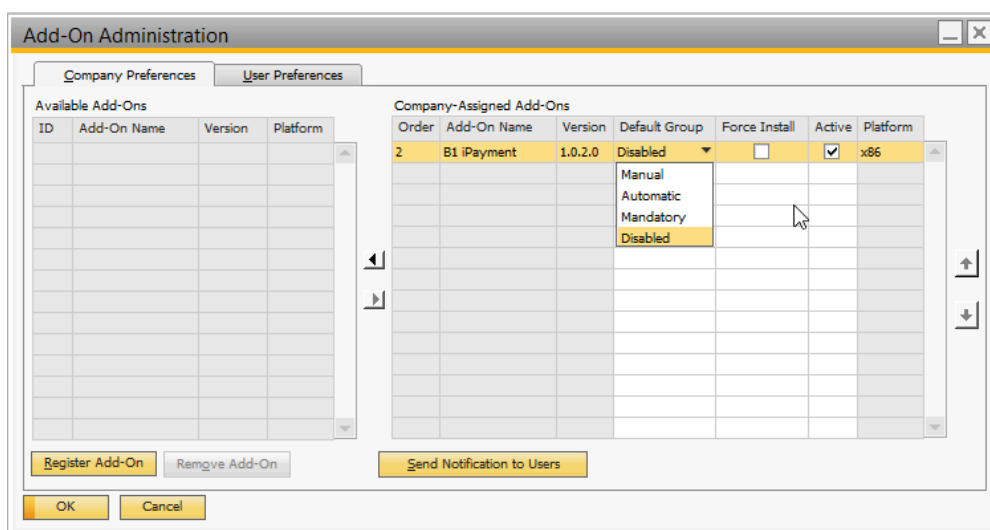 Add-On Administration
Company Preferences User Preferences
Available Add-Ons Company-Assigned Add-Ons
ID Add-On Name Version Platform Order Add-On Name Version Default Group Force Install Active Platform
2 B1 iPayment 1.0.2.0 Disabled x86
Manual
Automatic
Mandatory
Disabled
Register Add-On Remove Add-On Send Notification to Users
OK Cancel